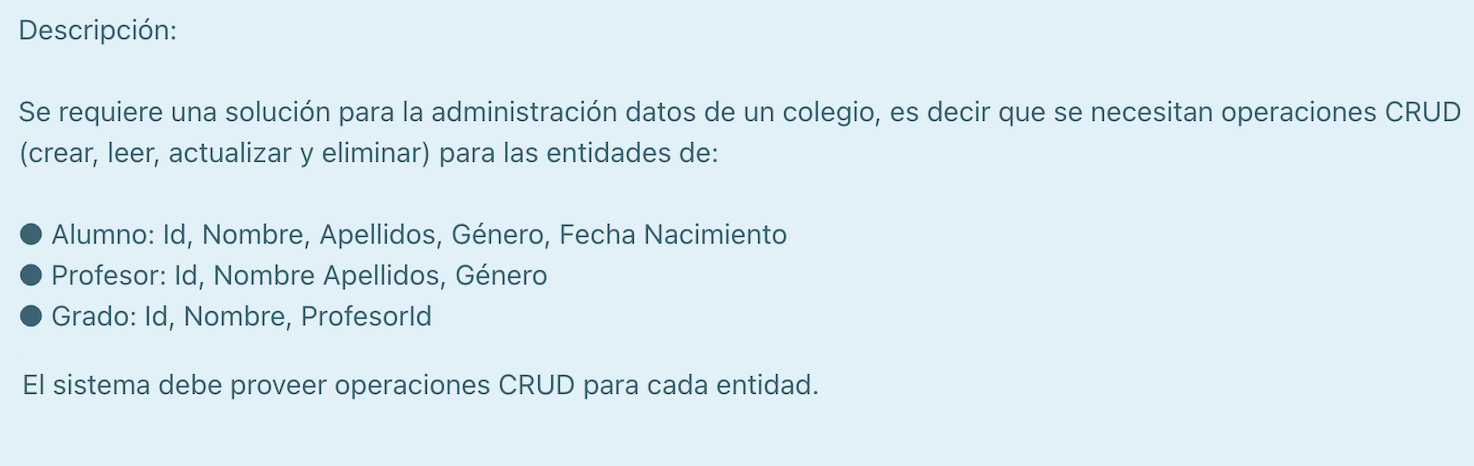 Descripción:
Se requiere una solución para la administración datos de un colegio, es decir que se necesitan operaciones CRUD
(crear, leer, actualizar y eliminar) para las entidades de:
● Alumno: Id, Nombre, Apellidos, Género, Fecha Nacimiento
● Profesor: Id, Nombre Apellidos, Género
● Grado: Id, Nombre, ProfesorId
El sistema debe proveer operaciones CRUD para cada entidad.